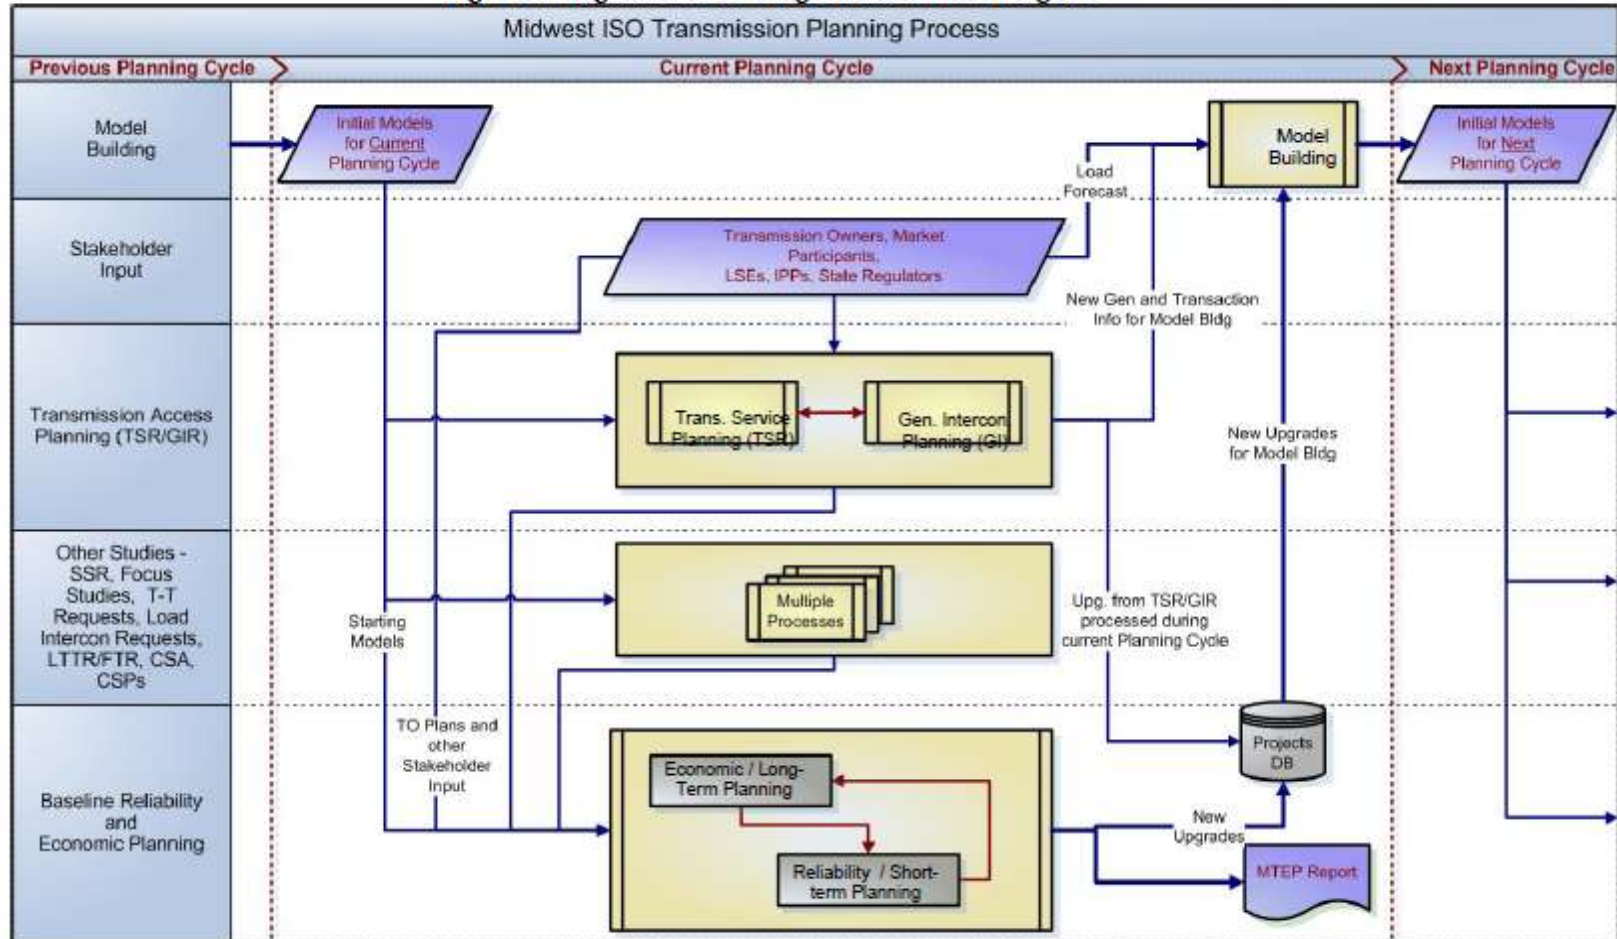 Midwest ISO Transmission Planning Process
Previous Planning Cycle
Current Planning Cycle
Next Planning Cycle
Model
Building
Initial Models
for Current
Planning Cycle
Load
Forecast
Model
Building
Initial Models
for Next
Planning Cycle
Stakeholder
Input
Transmission Owners, Market
Participants,
LSEs, IPPs, State Regulators
New Gen and Transaction
Info for Model Bldg
Transmission Access
Planning (TSR/GIR)
Trans. Service
Planning (TSR)
Gen. Intercon
Planning (GI)
New Upgrades
for Model Bldg
Other Studies -
SSR, Focus
Studies, T-T
Requests, Load
Intercon Requests,
LTTR/FTR, CSA,
CSPs
Starting
Models
Multiple
Processes
Upg. from TSR/GIR
processed during
current Planning Cycle
Baseline Reliability
and
Economic Planning
TO Plans and
other
Stakeholder
Input
Economic / Long-
Term Planning
Reliability / Short-
term Planning
Projects
DB
New
Upgrades
MTEP Report